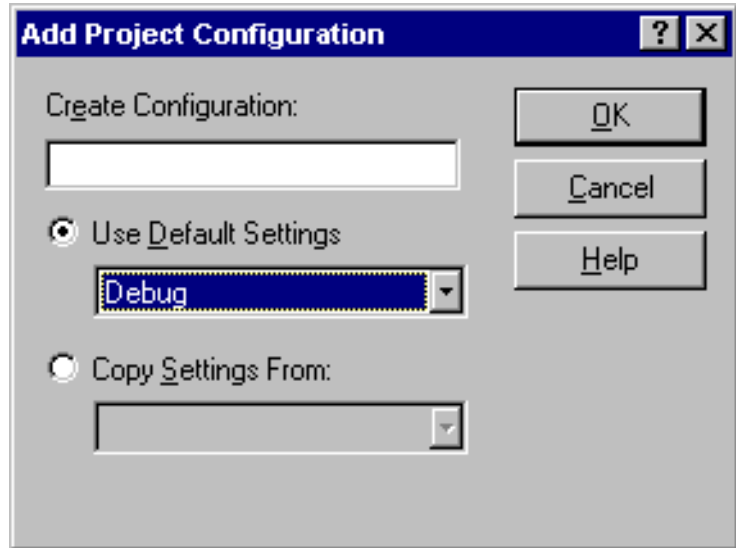 Add Project Configuration ? X
Create Configuration:
OK
Cancel
Use Default Settings
Debug
Help
Copy Settings From: